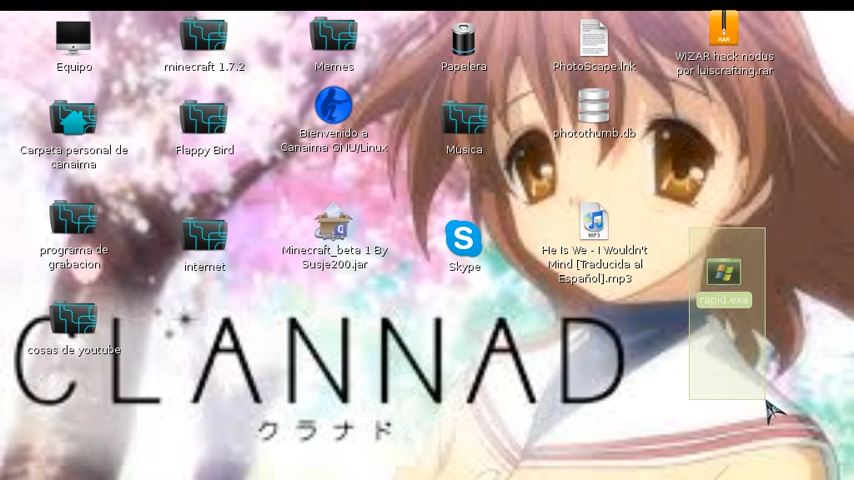 Equipo
minecraft 1.7.2
Memes
Papelera
PhotoScape.lnk
RAR
WIZAR hack nodus
por luiscrafting.rar
Carpeta personal de
canaima
Flappy Bird
Bienvenido a
Canaima GNU/Linux
Música
photothumb.db
programa de
grabacion
internet
Minecraft_beta 1 By
Susje200.jar
S
Skype
MP3
He Is We - I Wouldn't
Mind [Traducida al
Español].mp3
rapid.exe
cosas de youtube
CLANNAD
クラナド